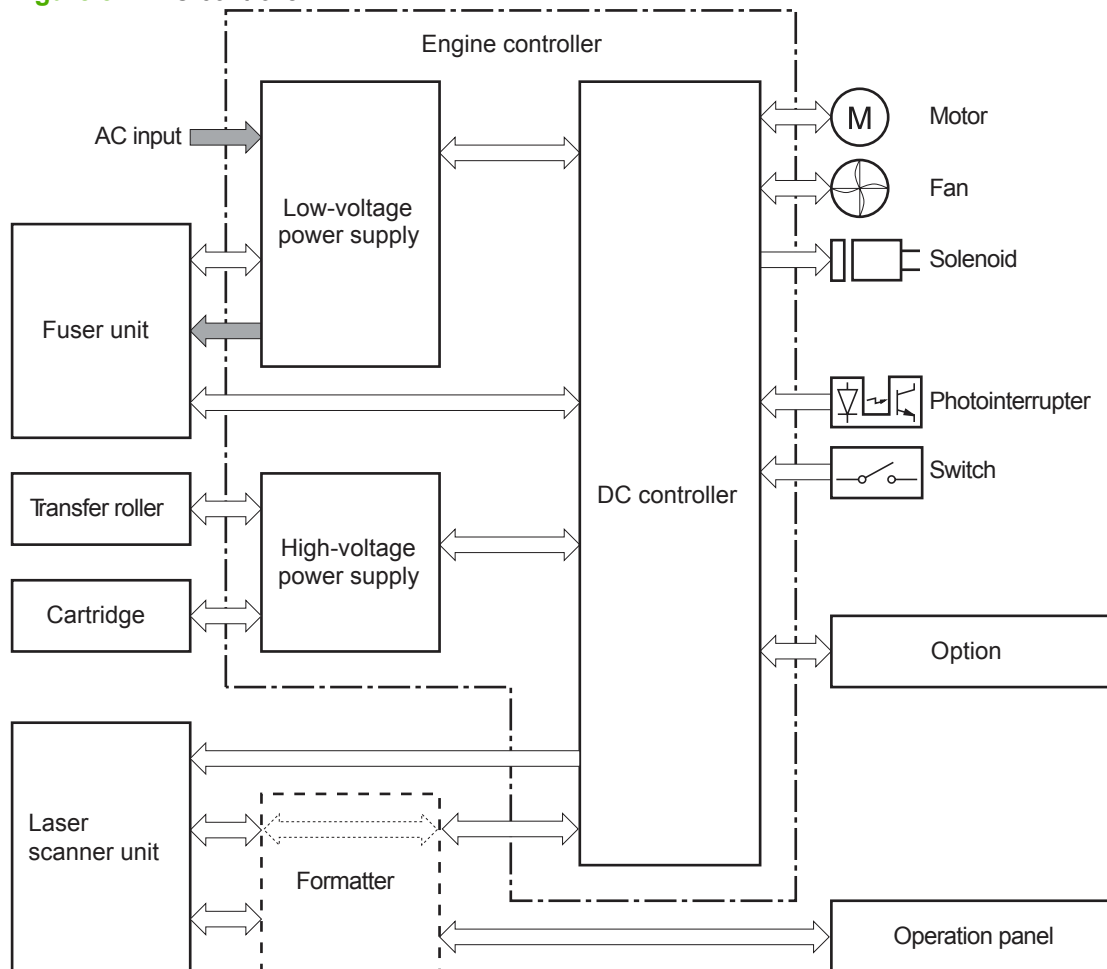 Engine controller
AC input
Low-voltage
power supply
Fuser unit
Transfer roller
Cartridge
High-voltage
power supply
DC controller
M
Motor
Fan
Solenoid
Photointerrupter
Switch
Option
Laser
scanner unit
Formatter
Operation panel